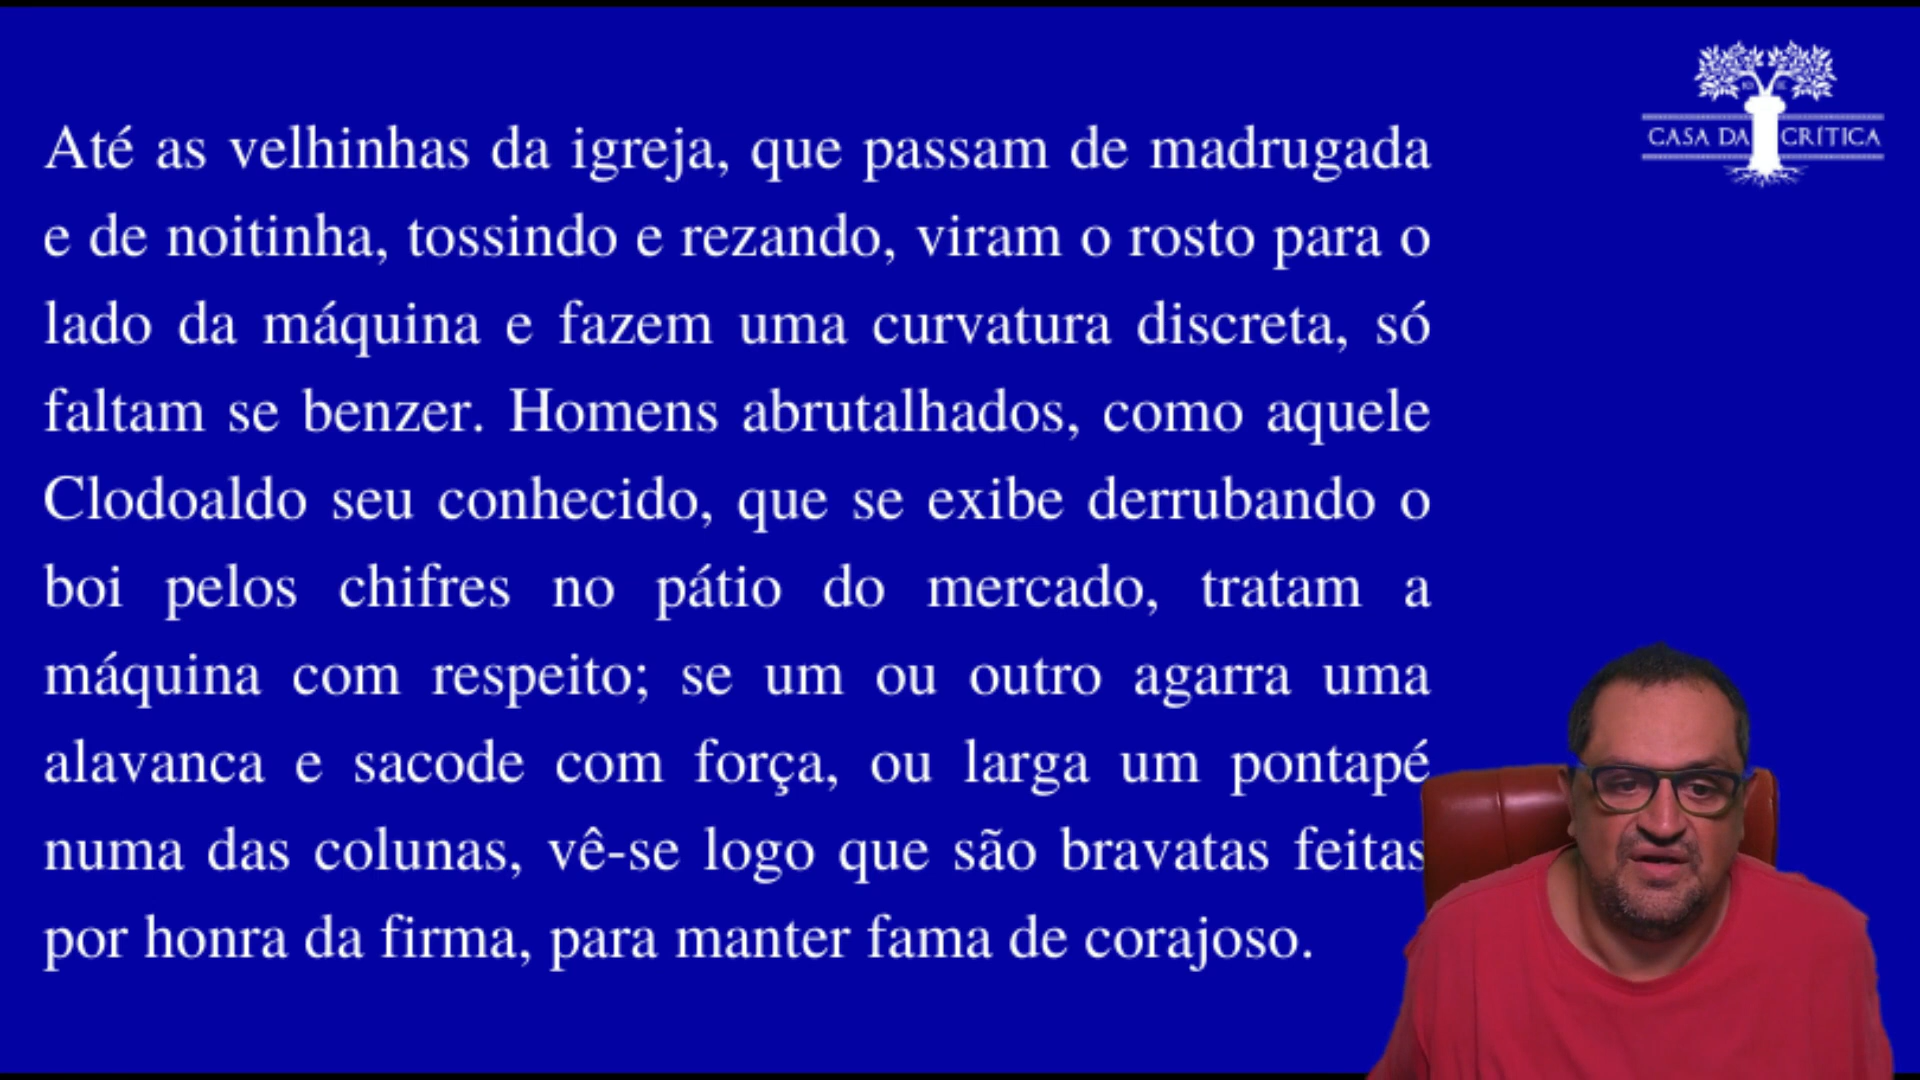 Até as velhinhas da igreja, que passam de madrugada
e de noitinha, tossindo e rezando, viram o rosto para o
lado da máquina e fazem uma curvatura discreta, só
faltam se benzer. Homens abrutalhados, como aquele
Clodoaldo seu conhecido, que se exibe derrubando o
boi pelos chifres no pátio do mercado, tratam a
máquina com respeito; se um ou outro agarra uma
alavanca e sacode com força, ou larga um pontapé
numa das colunas, vê-se logo que são bravatas feitas
por honra da firma, para manter fama de corajoso.
CASA DA CRÍTICA